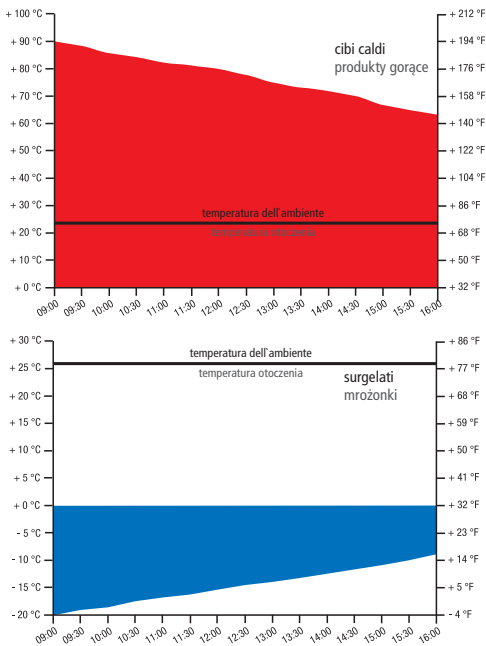 + 100 °C
+ 90 °C
+ 80 °C
+ 70 °C
+ 60 °C
+ 50 °C
+ 40 °C
+ 30 °C
+ 20 °C
+ 10 °C
+ 0 °C
+ 212 °F
+ 194 °F
+ 176 °F
+ 158 °F
+ 140 °F
+ 122 °F
+ 104 °F
+ 86 °F
+ 68 °F
+ 50 °F
+ 32 °F
cibi caldi
produkty gorące
temperatura dell`ambiente
temperatura otoczenia
09:00 09:30 10:00 10:30 11:00 11:30 12:00 12:30 13:00 13:30 14:00 14:30 15:00 15:30 16:00
+ 30 °C
+ 25 °C
+ 20 °C
+ 15 °C
+ 10 °C
+ 5 °C
+ 0 °C
- 5 °C
- 10 °C
- 15 °C
- 20 °C
+ 86 °F
+ 77 °F
+ 68 °F
+ 59 °F
+ 50 °F
+ 41 °F
+ 32 °F
+ 23 °F
+ 14 °F
+ 5 °F
- 4 °F
temperatura dell`ambiente
temperatura otoczenia
surgelati
mrożonki
09:00 09:30 10:00 10:30 11:00 11:30 12:00 12:30 13:00 13:30 14:00 14:30 15:00 15:30 16:00